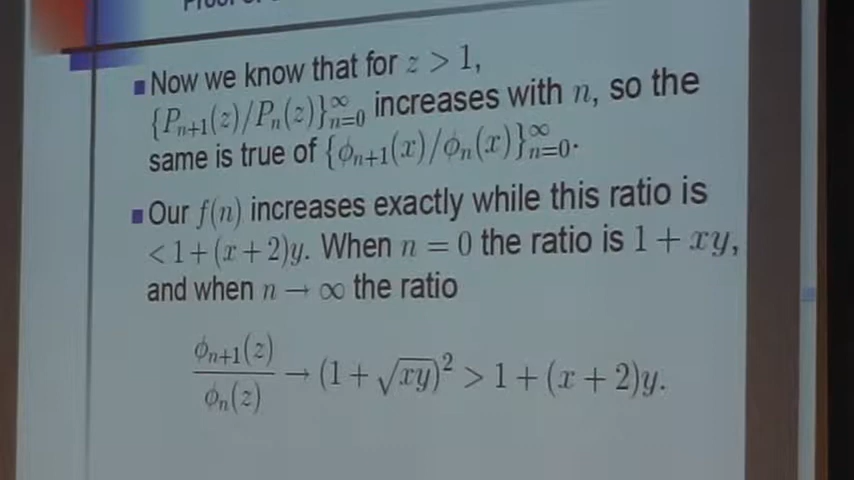 Proof of
Now we know that for z > 1,
{P_{n+1}(z)/P_n(z)}_{n=0}^∞ increases with n, so the
same is true of {ϕ_{n+1}(x)/ϕ_n(x)}_{n=0}^∞.
Our f(n) increases exactly while this ratio is
< 1 + (x + 2)y. When n = 0 the ratio is 1 + xy,
and when n → ∞ the ratio
ϕ_{n+1}(z)/ϕ_n(z) → (1 + √xy)² > 1 + (x + 2)y.